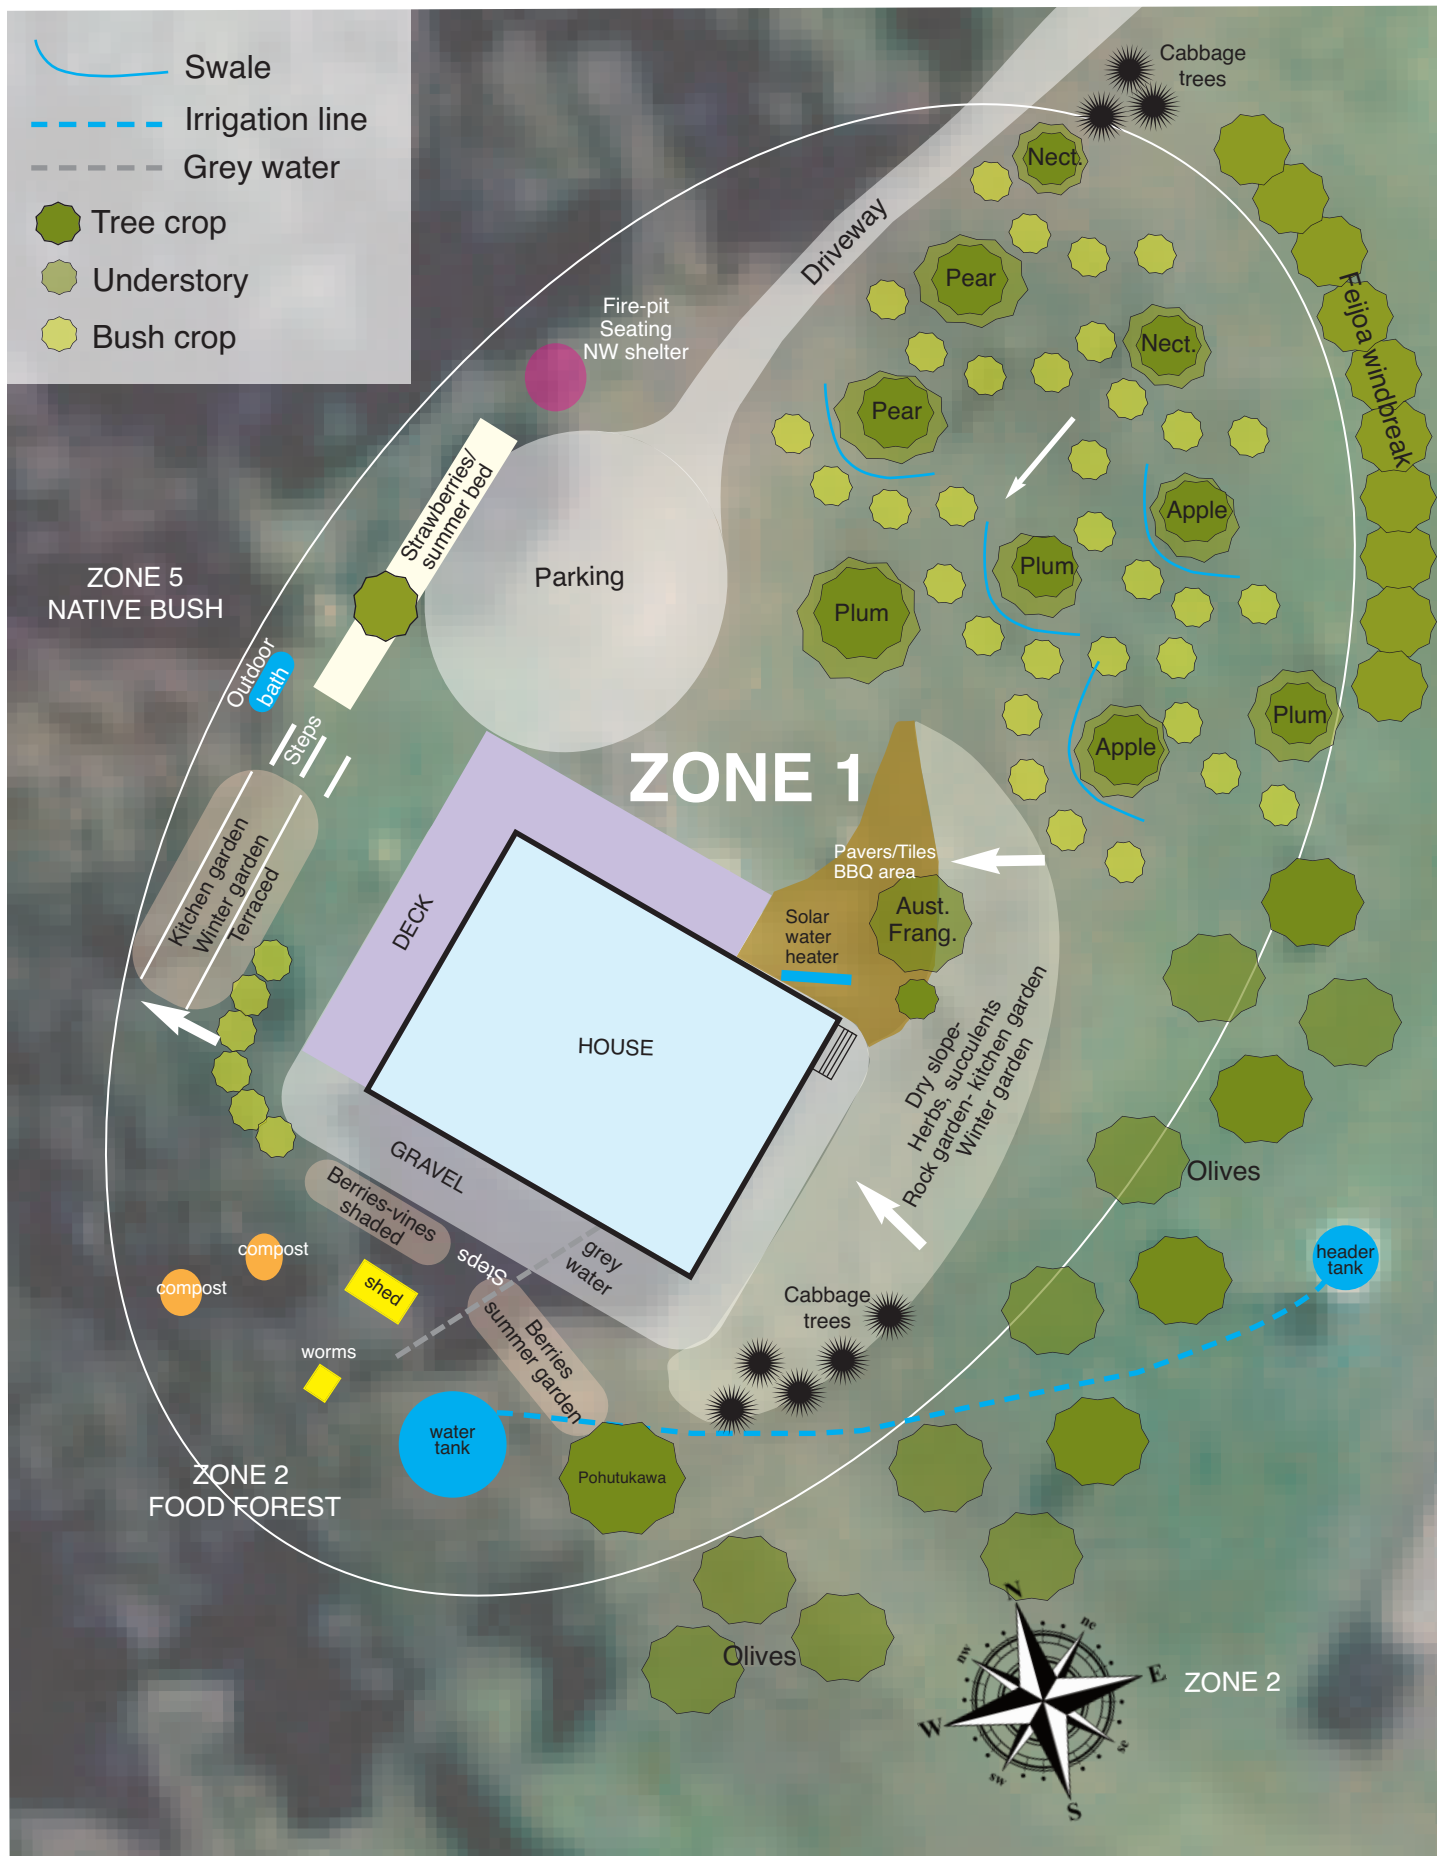 Swale
Irrigation line
Grey water
Tree crop
Understory
Bush crop
Cabbage
trees
Nect.
Driveway
Pear
Fire-pit
Seating
NW shelter
Nect.
Feijoa windbreak
Pear
Strawberries/
summer bed
Apple
Plum
Parking
ZONE 5
NATIVE BUSH
Plum
Outdoor
bath
Steps
Plum
Apple
ZONE 1
Kitchen garden
Winter garden
Terraced
Pavers/Tiles
BBQ area
DECK
Solar
water
heater
Aust.
Frang.
HOUSE
Dry slope-
Herbs, succulents
Rock garden- kitchen garden
Winter garden
GRAVEL
Olives
Berries-vines
shaded
compost
compost
Steps
grey
water
shed
header
tank
Cabbage
trees
Berries
summer garden
worms
water
tank
Pohutukawa
ZONE 2
FOOD FOREST
Olives
N
ne
nw
E
W
se
sw
S
ZONE 2